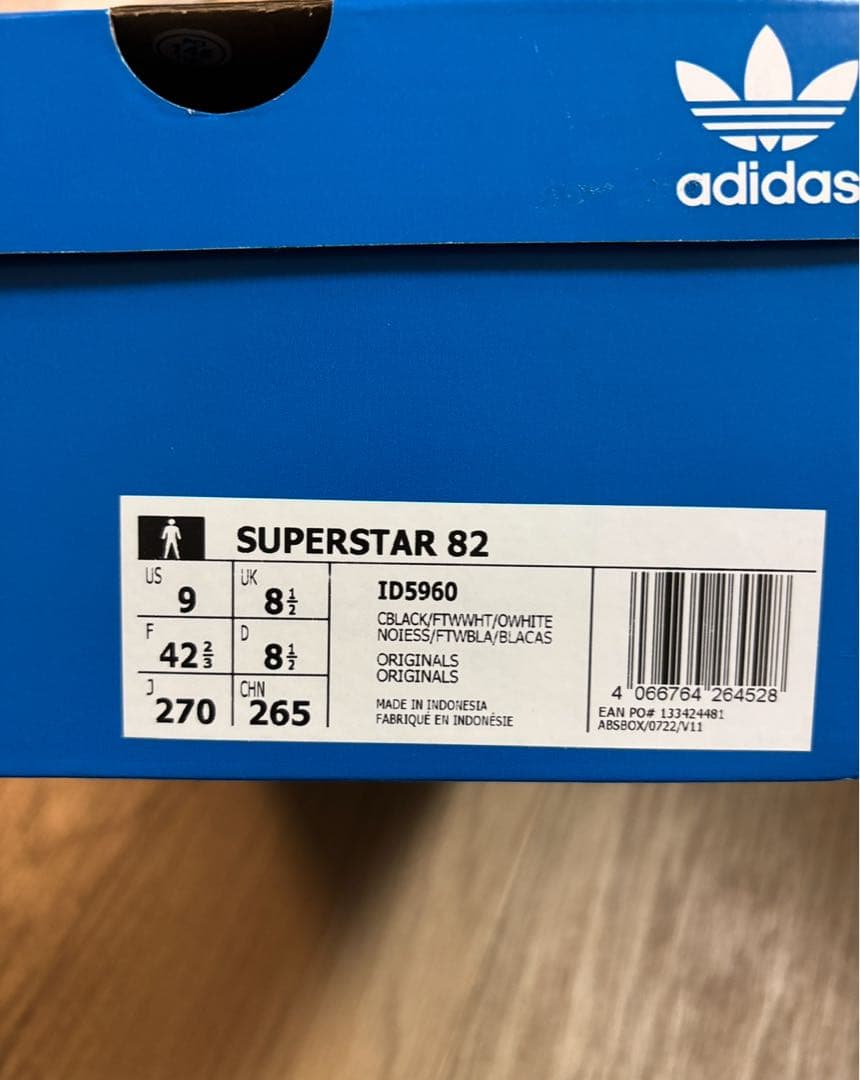 adidas
SUPERSTAR 82
US 9
UK 8½
F 42⅔
D 8½
J 270
CHN 265
ID5960
CBLACK/FTWWHT/OWHITE
NOIESS/FTWBLA/BLACAS
ORIGINALS
ORIGINALS
MADE IN INDONESIA
FABRIQUÉ EN INDONÉSIE
4 066764 264528
EAN PO# 133424481
ABSBOX/0722/V11